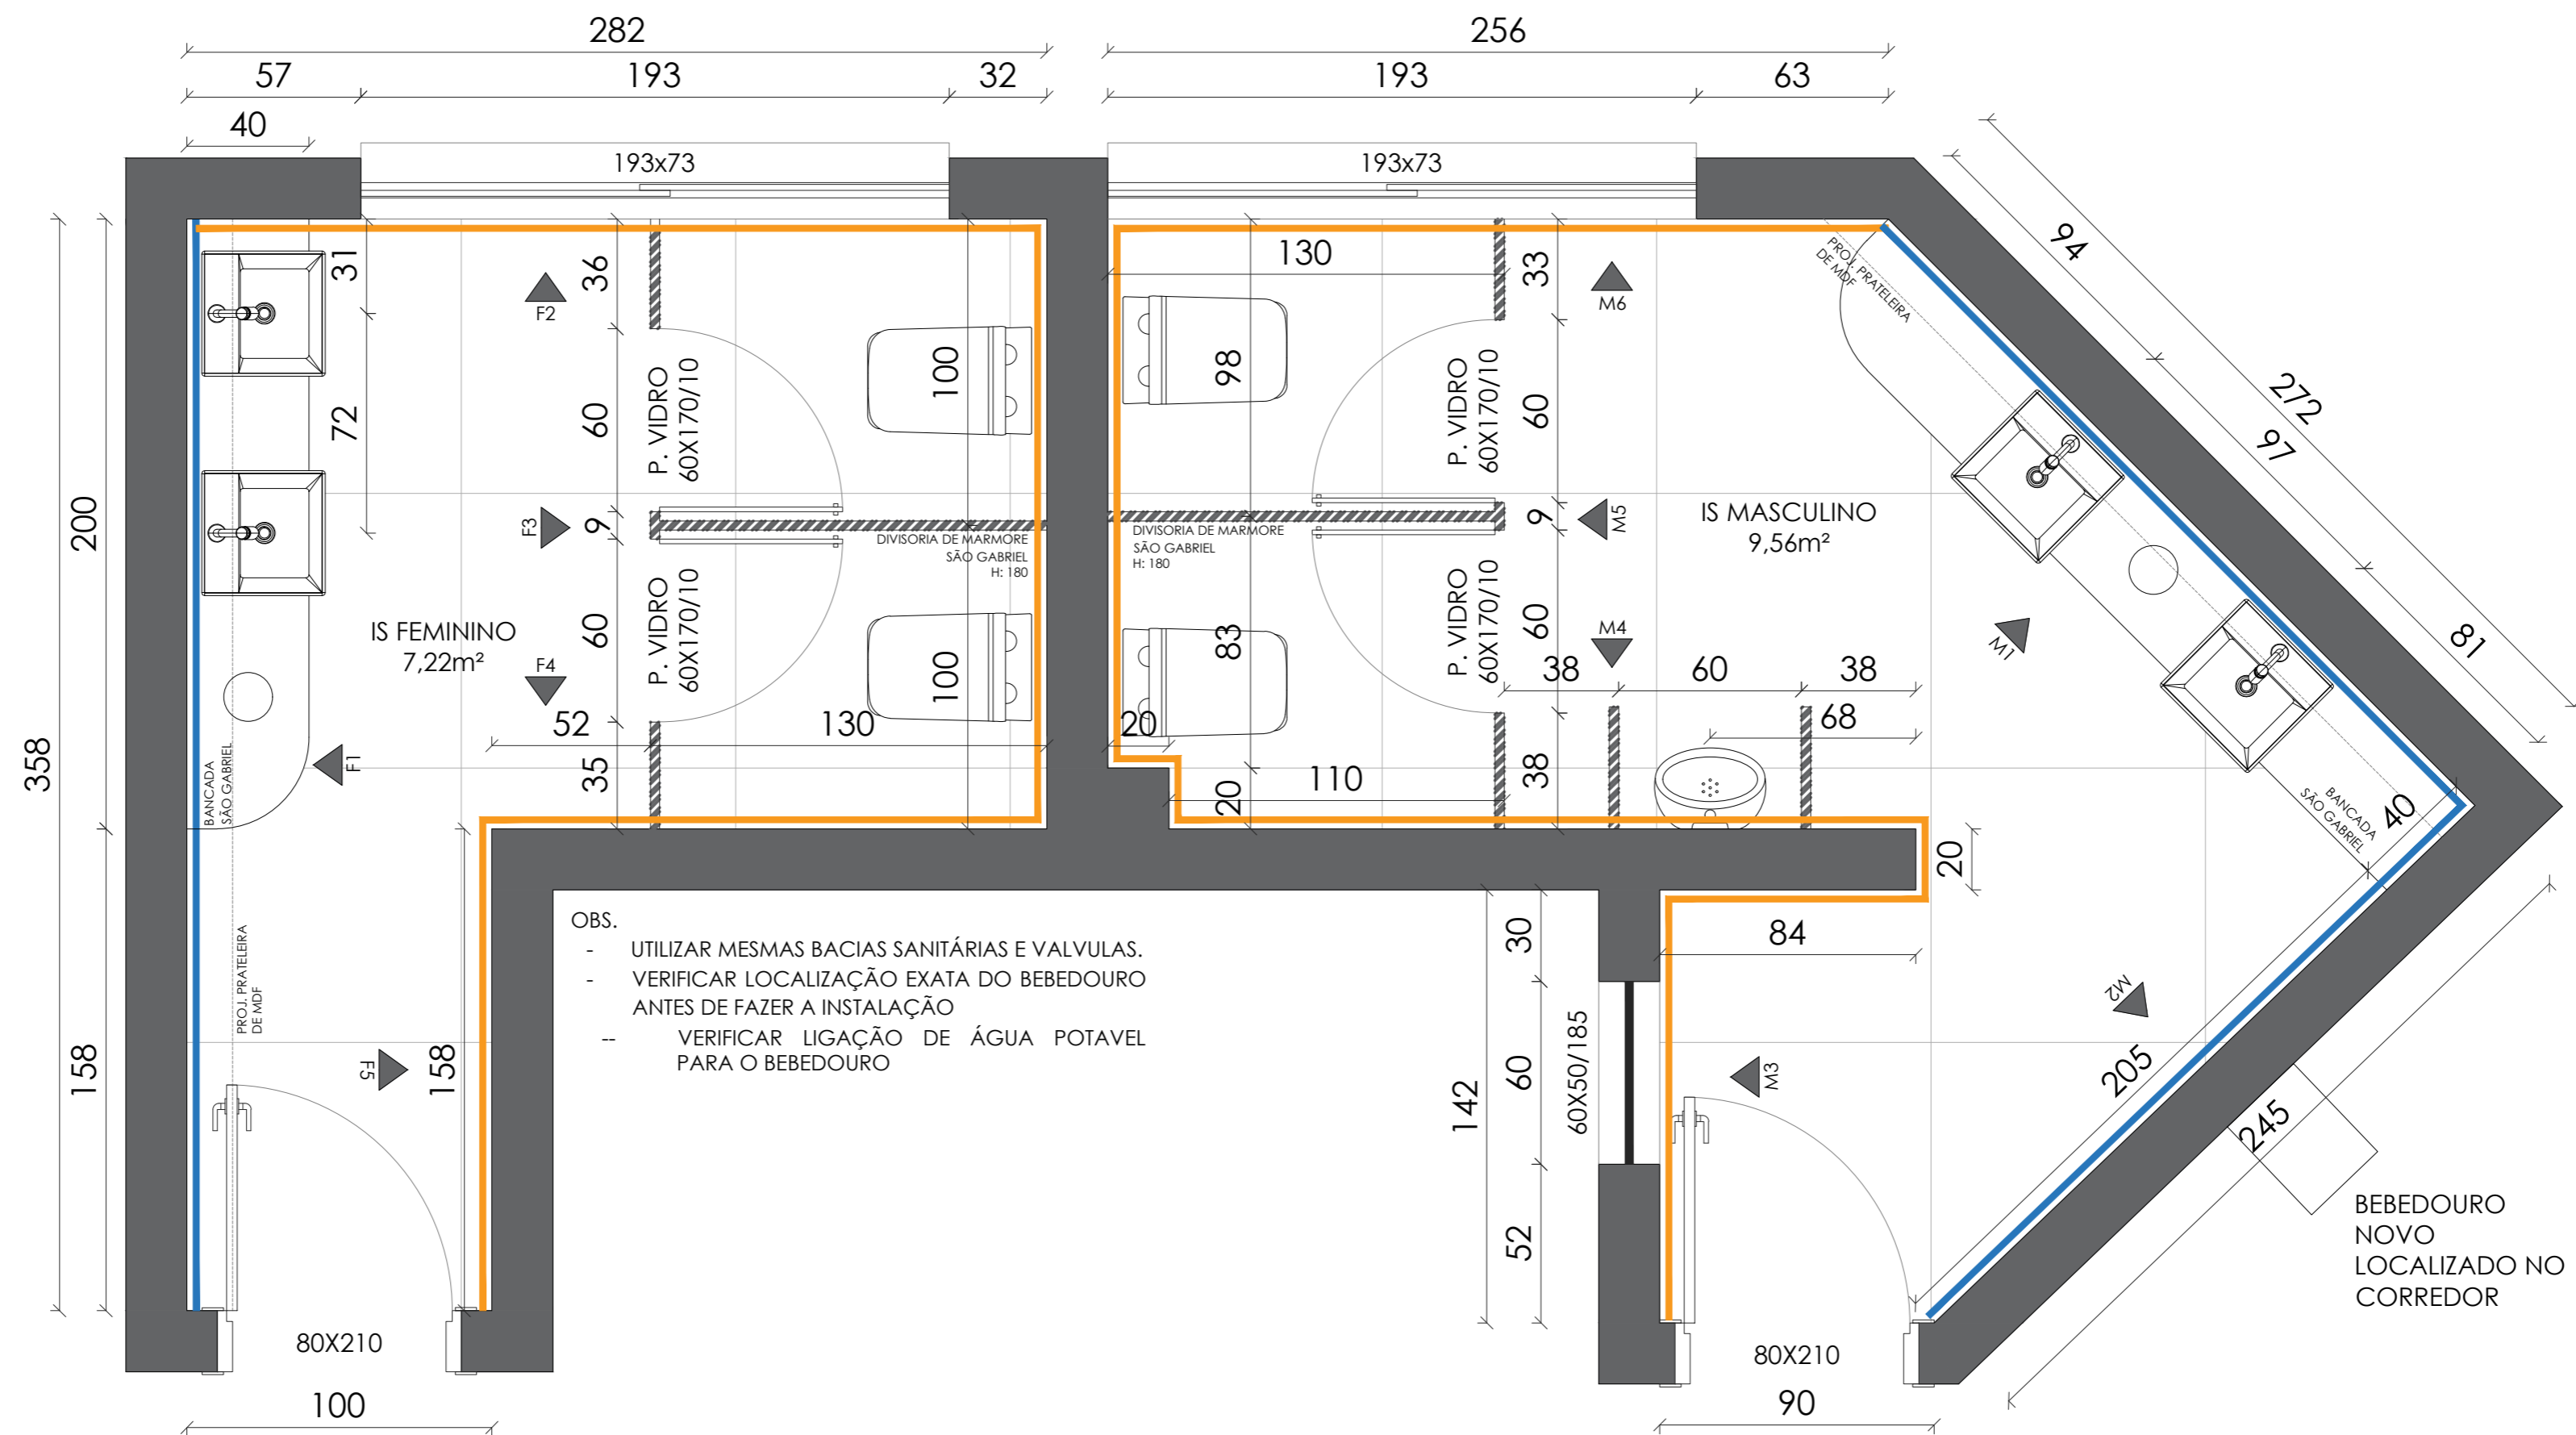 282
256
57
193
32
193
63
40
193x73
193x73
94
272
97
81
31
72
36
60
9
60
35
100
100
130
98
83
33
60
9
60
38
PROJ. PRATELEIRA
DE MDF
F2
M6
P. VIDRO
60X170/10
P. VIDRO
60X170/10
F3
M5
DIVISORIA DE MARMORE
SÃO GABRIEL
H: 180
DIVISORIA DE MARMORE
SÃO GABRIEL
H: 180
IS MASCULINO
9,56m²
IS FEMININO
7,22m²
P. VIDRO
60X170/10
P. VIDRO
60X170/10
F4
M4
M1
38
60
38
68
52
130
20
110
20
F1
BANCADA
SÃO GABRIEL
BANCADA
SÃO GABRIEL
40
20
200
358
158
158
PROJ. PRATELEIRA
DE MDF
F5
OBS.
- UTILIZAR MESMAS BACIAS SANITÁRIAS E VALVULAS.
- VERIFICAR LOCALIZAÇÃO EXATA DO BEBEDOURO
ANTES DE FAZER A INSTALAÇÃO
-- VERIFICAR LIGAÇÃO DE ÁGUA POTAVEL
PARA O BEBEDOURO
84
30
60
52
142
60X50/185
M2
M3
205
245
BEBEDOURO
NOVO
LOCALIZADO NO
CORREDOR
80X210
80X210
100
90